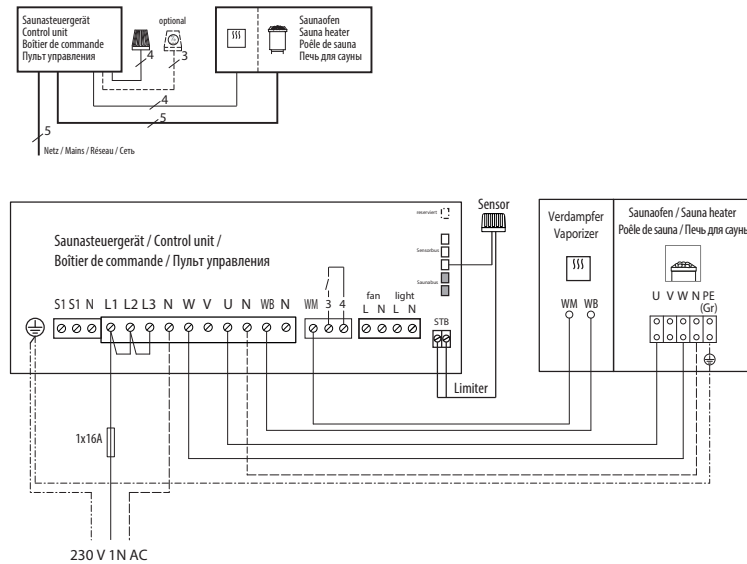 Saunasteuergerät
Control unit
Boîtier de commande
Пульт управления
optional
4
3
Saunaofen
Sauna heater
Poêle de sauna
Печь для сауны
4
5
5
Netz / Mains / Réseau / Сеть
Saunasteuergerät / Control unit /
Boîtier de commande / Пульт управления
reserviert
Sensorbus
Saunabus
Sensor
Verdampfer
Vaporizer
Saunaofen / Sauna heater
Poêle de sauna / Печь для сауны
S1 S1 N L1 L2 L3 N W V U N WB N
WM 3 4
fan light
L N L N
STB
WM WB
U V W N PE
(Gr)
Limiter
1x16A
230 V 1N AC